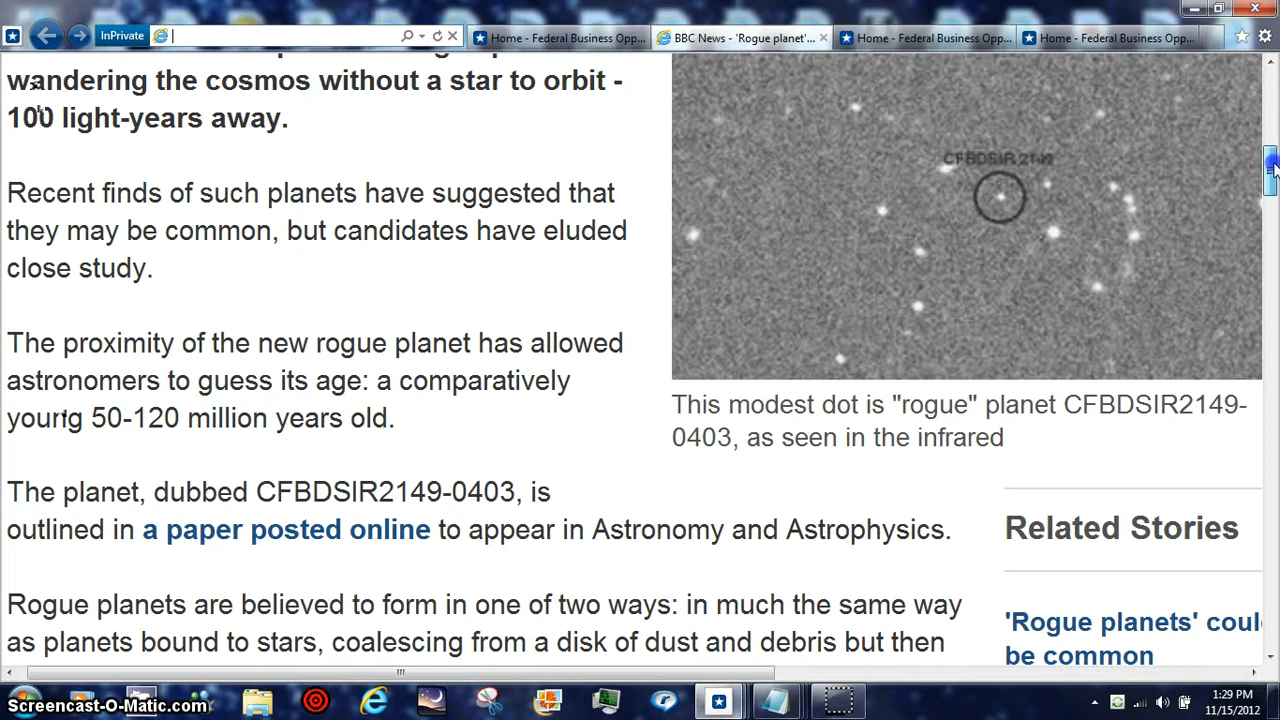 InPrivate
Home - Federal Business Opp...
BBC News - 'Rogue planet'...
Home - Federal Business Opp...
Home - Federal Business Opp...
wandering the cosmos without a star to orbit -
100 light-years away.
CFBDSIR 2149
Recent finds of such planets have suggested that
they may be common, but candidates have eluded
close study.
The proximity of the new rogue planet has allowed
astronomers to guess its age: a comparatively
young 50-120 million years old.
This modest dot is "rogue" planet CFBDSIR2149-
0403, as seen in the infrared
The planet, dubbed CFBDSIR2149-0403, is
outlined in a paper posted online to appear in Astronomy and Astrophysics.
Related Stories
Rogue planets are believed to form in one of two ways: in much the same way
as planets bound to stars, coalescing from a disk of dust and debris but then
'Rogue planets' coul
be common
Screencast-O-Matic.com
1:29 PM
11/15/2012